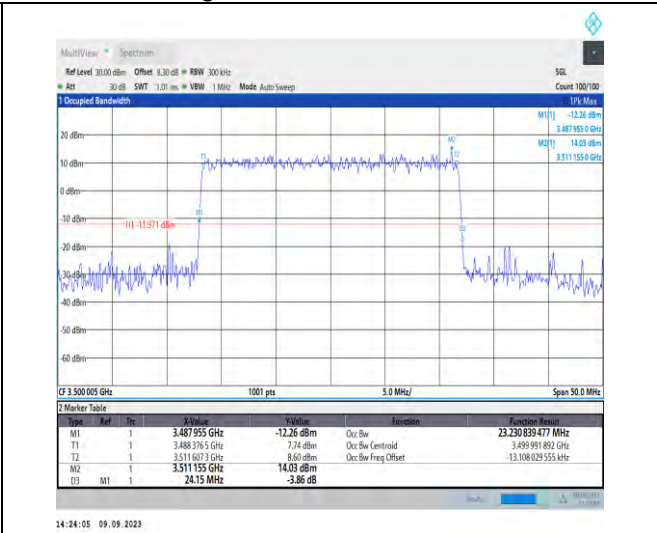 MultiView Spectrum
Ref Level 30.00 dBm Offset 8.30 dB RBW 300 kHz SGL
Att 30 dB SWT 1.01 ms VBW 1 MHz Mode Auto Sweep Count 100/100
1 Occupied Bandwidth 1Pk Max
M1[1] -12.26 dBm
3.487 955 0 GHz
M2[1] 14.03 dBm
3.511 155 0 GHz
20 dBm
10 dBm
0 dBm
-10 dBm
H1 -11.971 dBm
-20 dBm
-30 dBm
-40 dBm
-50 dBm
-60 dBm
M2
T1
T2
M1
D3
CF 3.500 005 GHz 1001 pts 5.0 MHz/ Span 50.0 MHz
2 Marker Table
Type Ref Trc X-Value Y-Value Function Function Result
M1 1 3.487955 GHz -12.26 dBm Occ Bw 23.230 839 477 MHz
T1 1 3.488 376 5 GHz 7.74 dBm Occ Bw Centroid 3.499 991 892 GHz
T2 1 3.511 607 3 GHz 8.60 dBm Occ Bw Freq Offset -13.108 029 555 kHz
M2 1 3.511 155 GHz 14.03 dBm
D3 M1 1 24.15 MHz -3.86 dB
14:24:05 09.09.2023